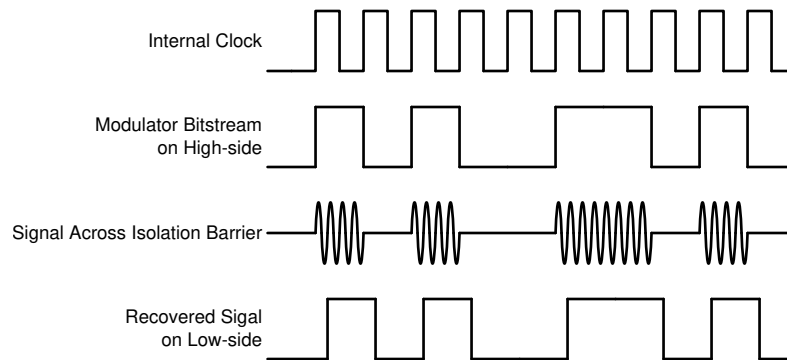 Internal Clock
Modulator Bitstream
on High-side
Signal Across Isolation Barrier
Recovered Sigal
on Low-side